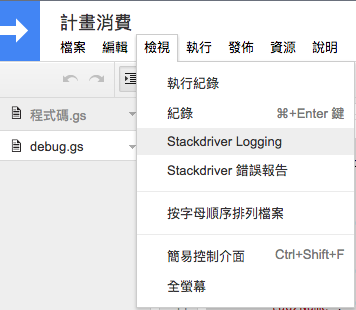 計畫消費
檔案 編輯 檢視 執行 發佈 資源 說明
執行紀錄
程式碼.gs
紀錄 ⌘+Enter 鍵
debug.gs
Stackdriver Logging
Stackdriver 錯誤報告
按字母順序排列檔案
簡易控制介面 Ctrl+Shift+F
全螢幕